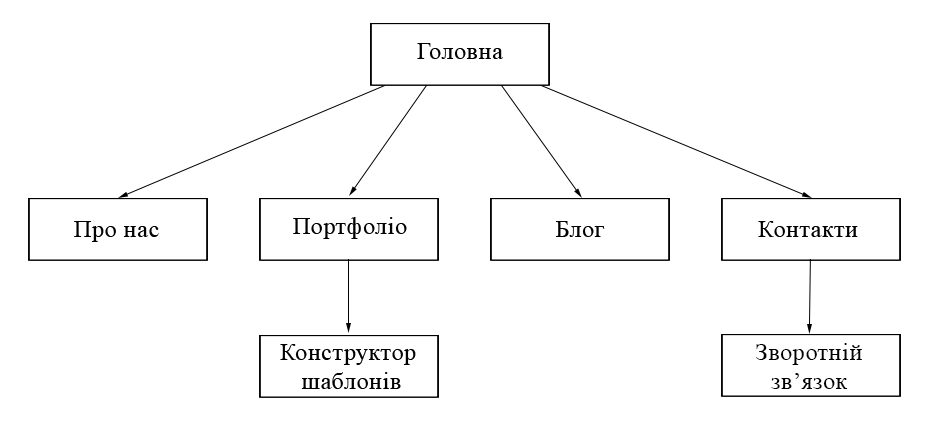 Головна
Про нас
Портфоліо
Блог
Контакти
Конструктор
шаблонів
Зворотній
зв’язок